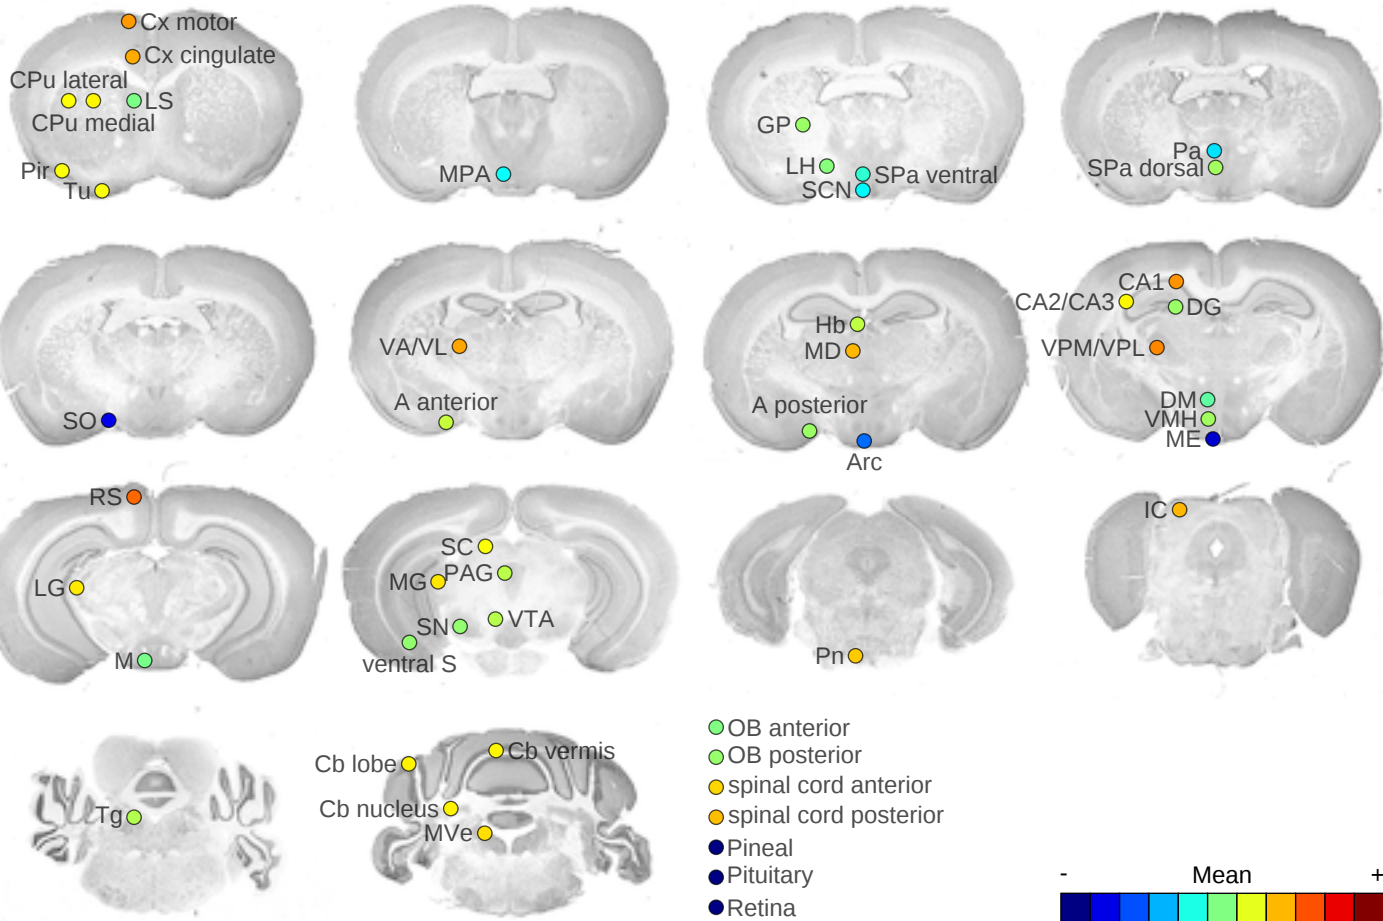 Cx motor
Cx cingulate
CPu lateral
LS
CPu medial
Pir
Tu
MPA
GP
LH
SPa ventral
SCN
Pa
SPa dorsal
SO
VA/VL
A anterior
Hb
MD
A posterior
Arc
CA1
CA2/CA3
DG
VPM/VPL
DM
VMH
ME
RS
LG
M
SC
MG
PAG
SN
VTA
ventral S
Pn
IC
Tg
Cb lobe
Cb vermis
Cb nucleus
MVe
OB anterior
OB posterior
spinal cord anterior
spinal cord posterior
Pineal
Pituitary
Retina
- Mean +